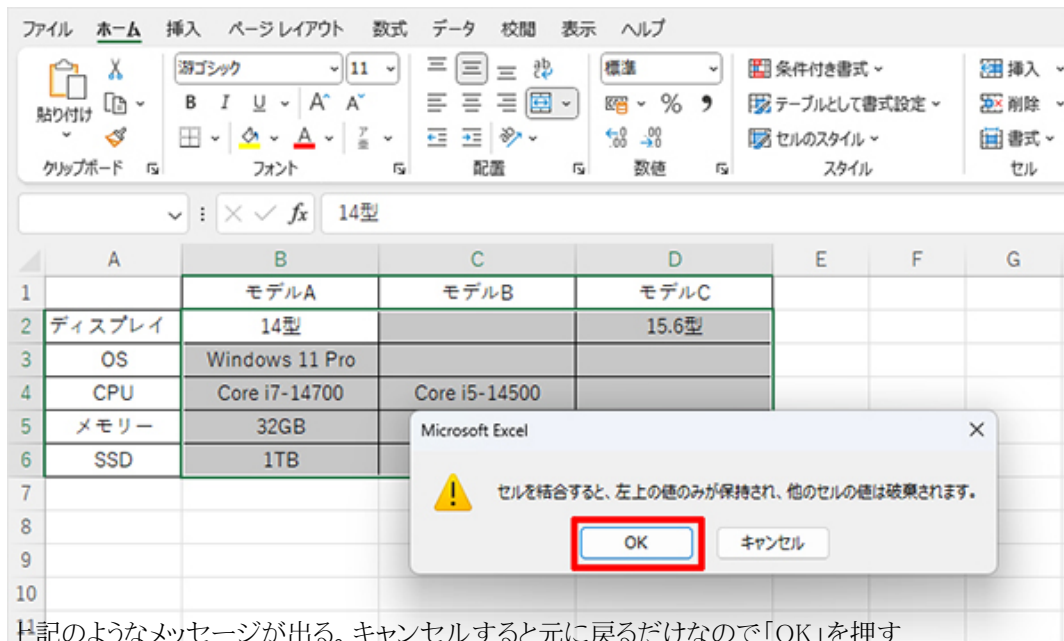 ファイル ホーム 挿入 ページ レイアウト 数式 データ 校閲 表示 ヘルプ
貼り付け
クリップボード
游ゴシック 11
B I U A A
A
フォント
ab
配置
標準
% 9
数値
条件付き書式
テーブルとして書式設定
セルのスタイル
スタイル
挿入
削除
書式
セル
fx 14型
A B C D E F G
1 モデルA モデルB モデルC
2 ディスプレイ 14型 15.6型
3 OS Windows 11 Pro
4 CPU Core i7-14700 Core i5-14500
5 メモリー 32GB
6 SSD 1TB
7
8
9
10
11
Microsoft Excel
セルを結合すると、左上の値のみが保持され、他のセルの値は破棄されます。
OK キャンセル
記のようなメッセージが出る。キャンセルすると元に戻るだけなので「OK」を押す